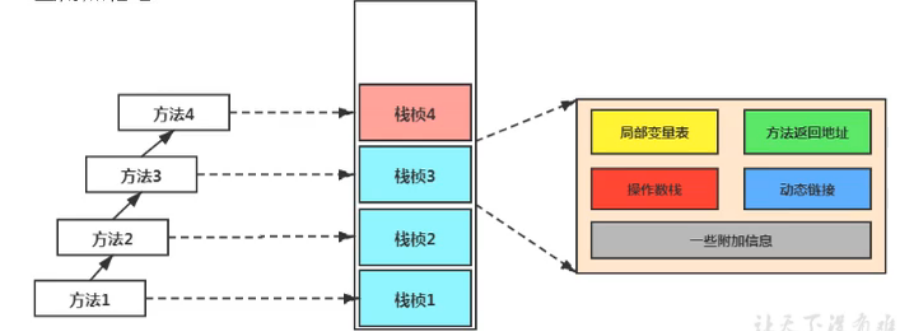 方法4
栈桢4
方法3
栈桢3
方法2
栈桢2
方法1
栈桢1
局部变量表
方法返回地址
操作数栈
动态链接
一些附加信息